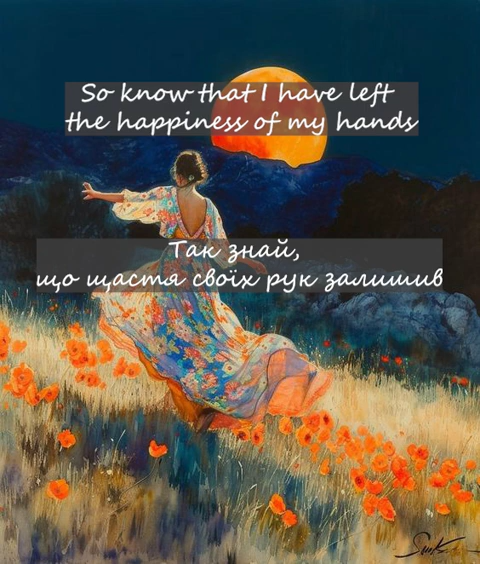 So know that I have left
the happiness of my hands
Так знай,
що щастя своїх рук залишив